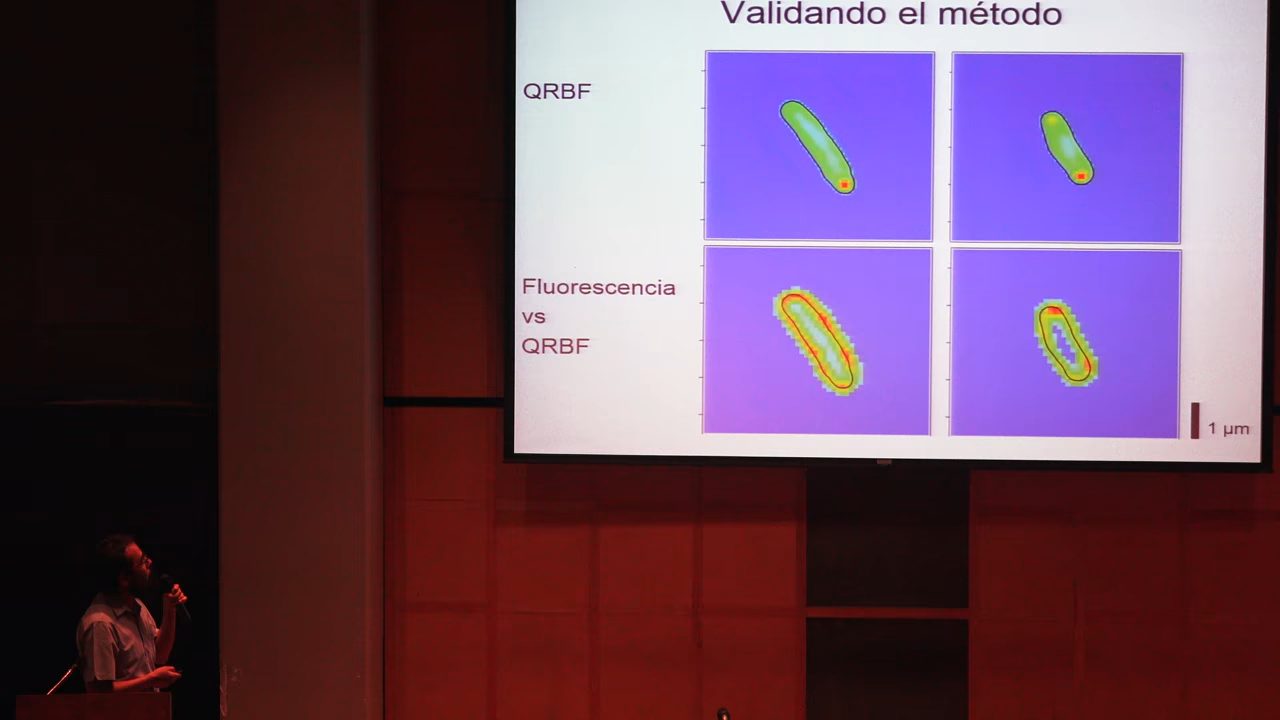 Validando el método
QRBF
Fluorescencia
vs
QRBF
1 µm